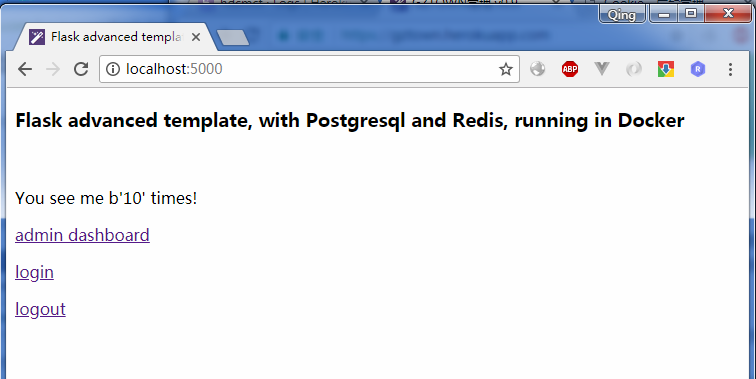 Qing
Flask advanced templa
localhost:5000
ABP
R
Flask advanced template, with Postgresql and Redis, running in Docker
You see me b'10' times!
admin dashboard
login
logout